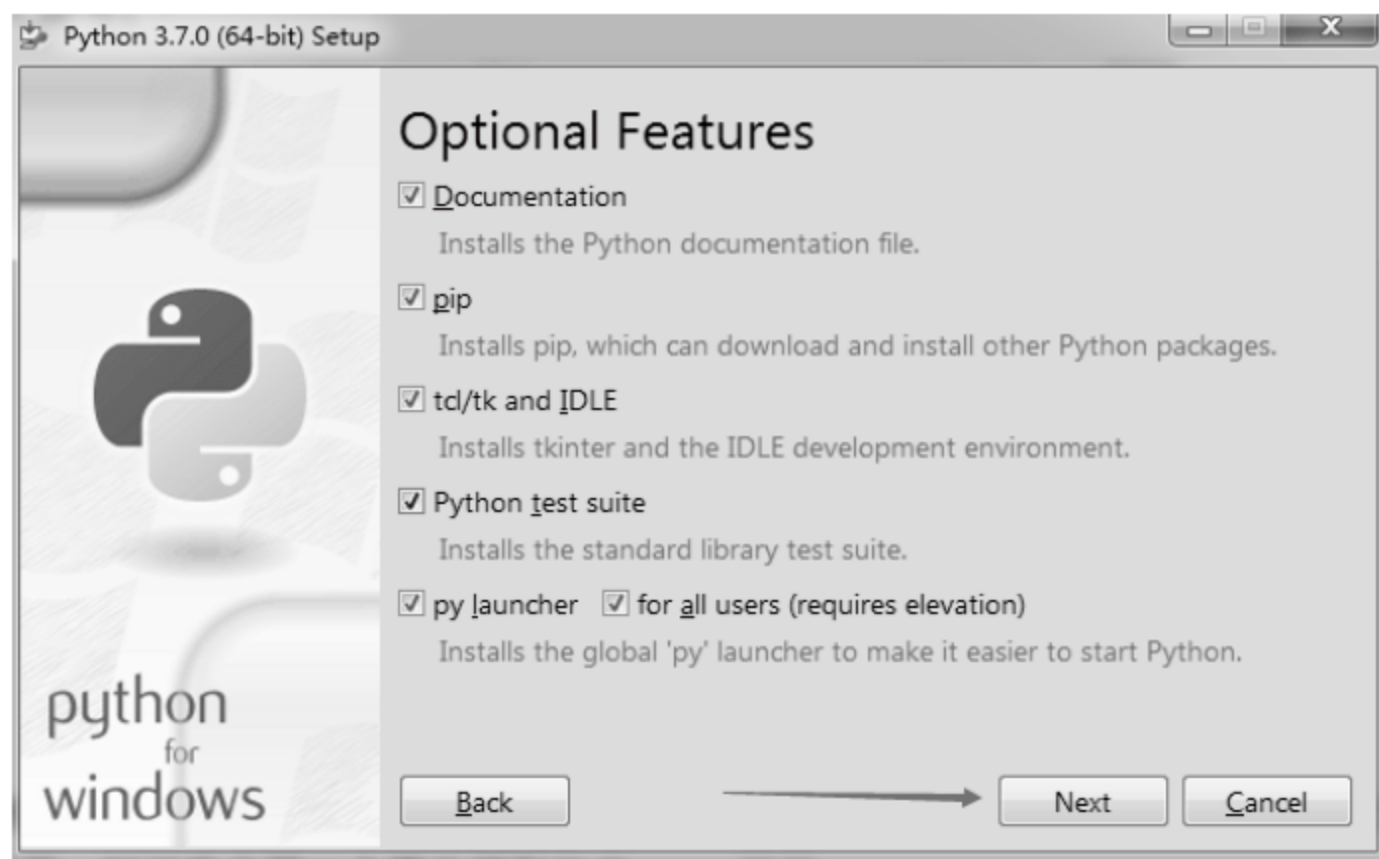 Python 3.7.0 (64-bit) Setup
Optional Features
Documentation
Installs the Python documentation file.
pip
Installs pip, which can download and install other Python packages.
tcl/tk and IDLE
Installs tkinter and the IDLE development environment.
Python test suite
Installs the standard library test suite.
py launcher for all users (requires elevation)
Installs the global 'py' launcher to make it easier to start Python.
python
for
windows
Back Next Cancel